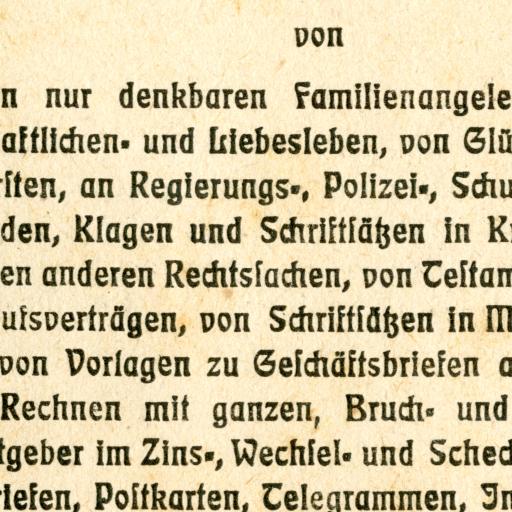 von
n nur denkbaren Familienangele
aftlichen- und Liebesleben, von Glü
rſten, an Regierungs-, Polizei-, Schu
den, Klagen und Schriftſätzen in K
en anderen Rechtsſachen, von Teſtam
ufsverträgen, von Schriftſätzen in M
von Vorlagen zu Geſchäftsbriefen a
Rechnen mit ganzen, Bruch- und
tgeber im Zins-, Wechſel- und Schec
riefen, Poſtkarten, Telegrammen, In